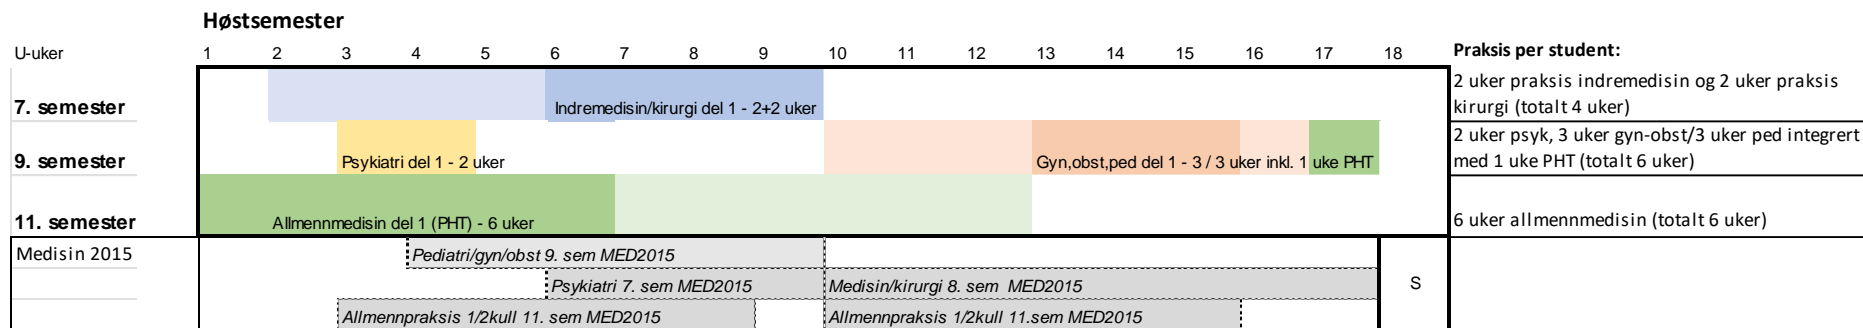 Høstsemester
U-uker 1 2 3 4 5 6 7 8 9 10 11 12 13 14 15 16 17 18 Praksis per student:
7. semester Indremedisin/kirurgi del 1 - 2+2 uker
2 uker praksis indremedisin og 2 uker praksis
kirurgi (totalt 4 uker)
9. semester Psykiatri del 1 - 2 uker Gyn,obst,ped del 1 - 3 / 3 uker inkl. 1 uke PHT
2 uker psyk, 3 uker gyn-obst/3 uker ped integrert
med 1 uke PHT (totalt 6 uker)
11. semester Allmennmedisin del 1 (PHT) - 6 uker 6 uker allmennmedisin (totalt 6 uker)
Medisin 2015 Pediatri/gyn/obst 9. sem MED2015
Psykiatri 7. sem MED2015 Medisin/kirurgi 8. sem MED2015 S
Allmennpraksis 1/2kull 11. sem MED2015 Allmennpraksis 1/2kull 11.sem MED2015